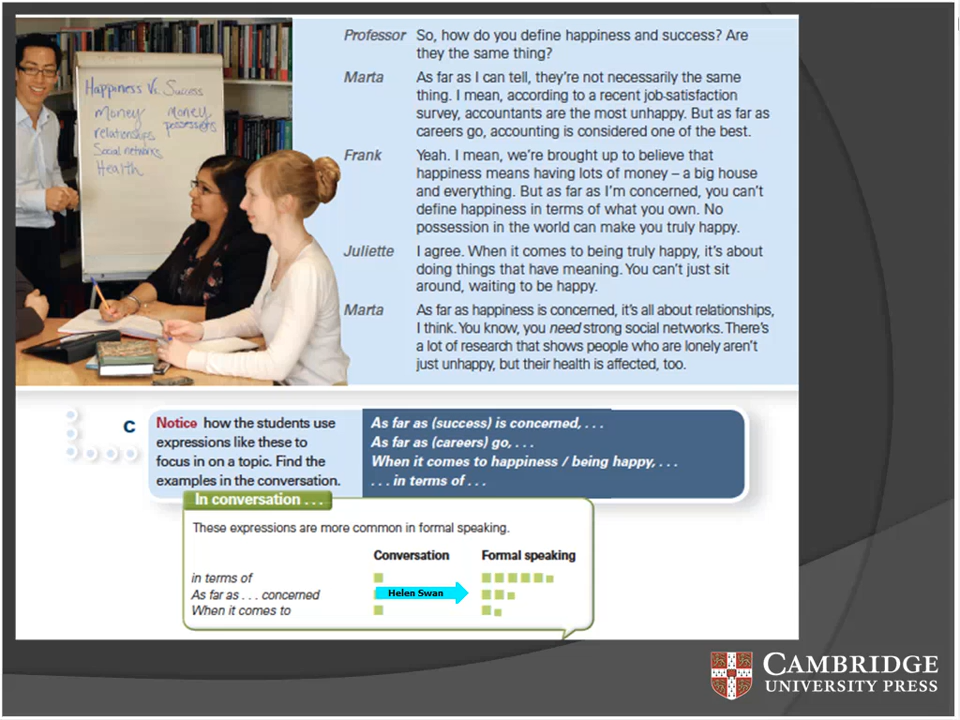 Happiness Vs. Success
Money Money
relationships possessions
Social networks
Health
Professor So, how do you define happiness and success? Are
they the same thing?
Marta As far as I can tell, they're not necessarily the same
thing. I mean, according to a recent job-satisfaction
survey, accountants are the most unhappy. But as far as
careers go, accounting is considered one of the best.
Frank Yeah. I mean, we're brought up to believe that
happiness means having lots of money – a big house
and everything. But as far as I'm concerned, you can't
define happiness in terms of what you own. No
possession in the world can make you truly happy.
Juliette I agree. When it comes to being truly happy, it's about
doing things that have meaning. You can't just sit
around, waiting to be happy.
Marta As far as happiness is concerned, it's all about relationships,
I think. You know, you need strong social networks. There's
a lot of research that shows people who are lonely aren't
just unhappy, but their health is affected, too.
C
Notice how the students use
expressions like these to
focus in on a topic. Find the
examples in the conversation.
As far as (success) is concerned, . . .
As far as (careers) go, . . .
When it comes to happiness / being happy, . . .
. . . in terms of . . .
In conversation . . .
These expressions are more common in formal speaking.
Conversation Formal speaking
in terms of
As far as . . . concerned
Helen Swan
When it comes to
CAMBRIDGE
UNIVERSITY PRESS